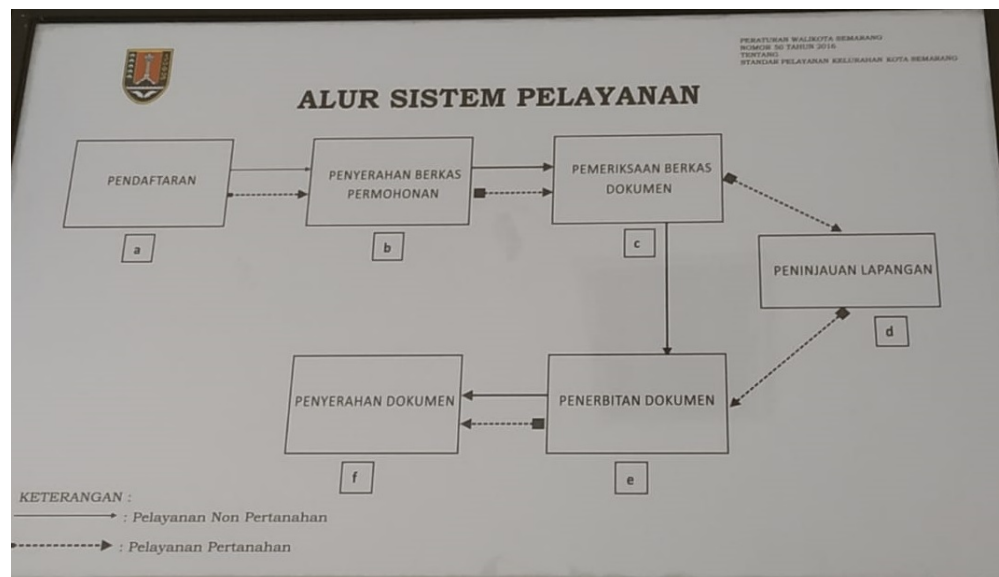 PERATURAN WALIKOTA SEMARANG
NOMOR 50 TAHUN 2016
TENTANG
STANDAR PELAYANAN KELURAHAN KOTA SEMARANG
ALUR SISTEM PELAYANAN
PENDAFTARAN
a
PENYERAHAN BERKAS
PERMOHONAN
b
PEMERIKSAAN BERKAS
DOKUMEN
c
PENINJAUAN LAPANGAN
d
PENERBITAN DOKUMEN
e
PENYERAHAN DOKUMEN
f
KETERANGAN :
: Pelayanan Non Pertanahan
: Pelayanan Pertanahan